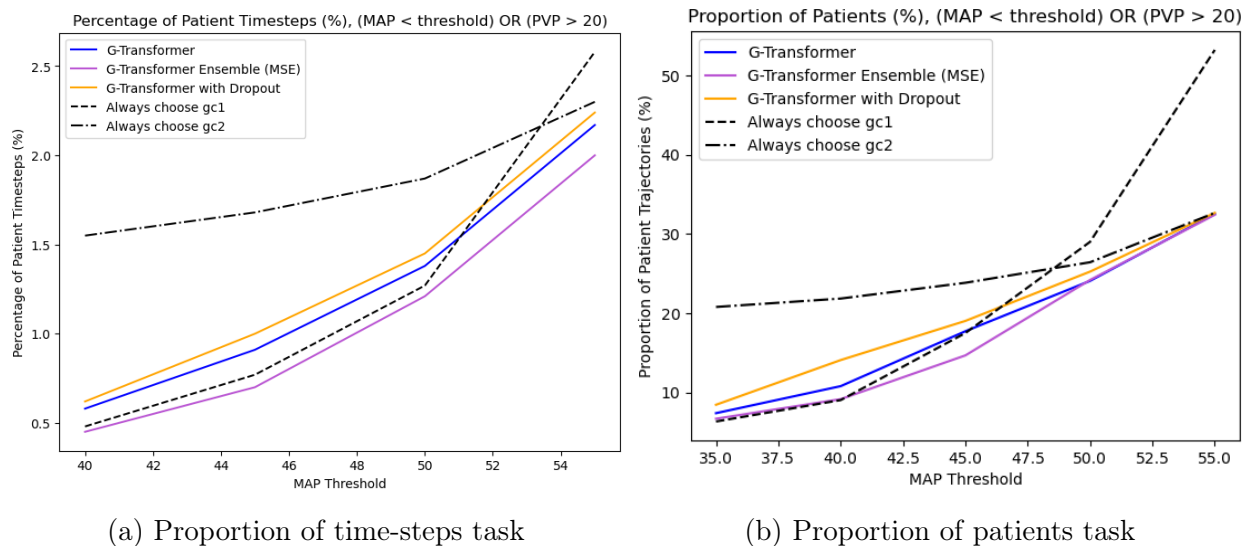 Percentage of Patient Timesteps (%), (MAP < threshold) OR (PVP > 20)
G-Transformer
G-Transformer Ensemble (MSE)
G-Transformer with Dropout
Always choose gc1
Always choose gc2
Percentage of Patient Timesteps (%)
2.5
2.0
1.5
1.0
0.5
40 42 44 46 48 50 52 54
MAP Threshold
(a) Proportion of time-steps task
Proportion of Patients (%), (MAP < threshold) OR (PVP > 20)
G-Transformer
G-Transformer Ensemble (MSE)
G-Transformer with Dropout
Always choose gc1
Always choose gc2
Proportion of Patient Trajectories (%)
50
40
30
20
10
35.0 37.5 40.0 42.5 45.0 47.5 50.0 52.5 55.0
MAP Threshold
(b) Proportion of patients task